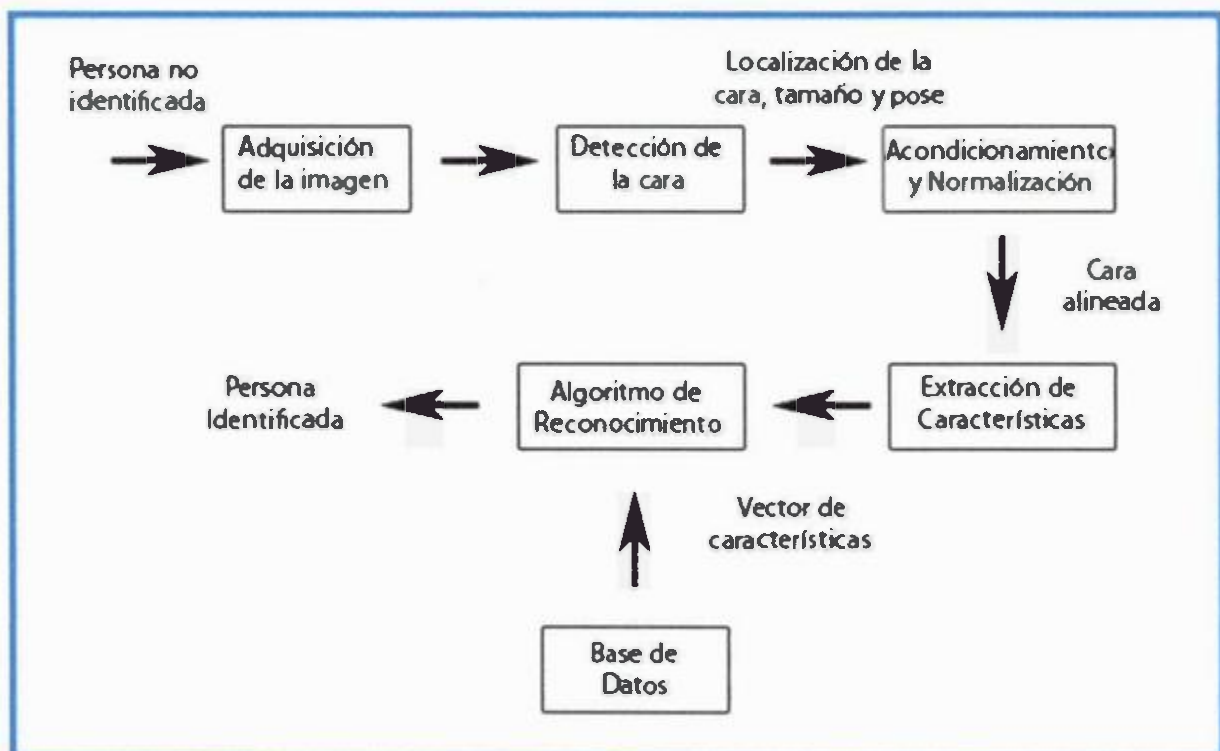 Persona no
identificada
Adquisición
de la imagen
Detección de
la cara
Localización de la
cara, tamaño y pose
Acondicionamiento
y Normalización
Cara
alineada
Extracción de
Características
Vector de
características
Algoritmo de
Reconocimiento
Base de
Datos
Persona
Identificada